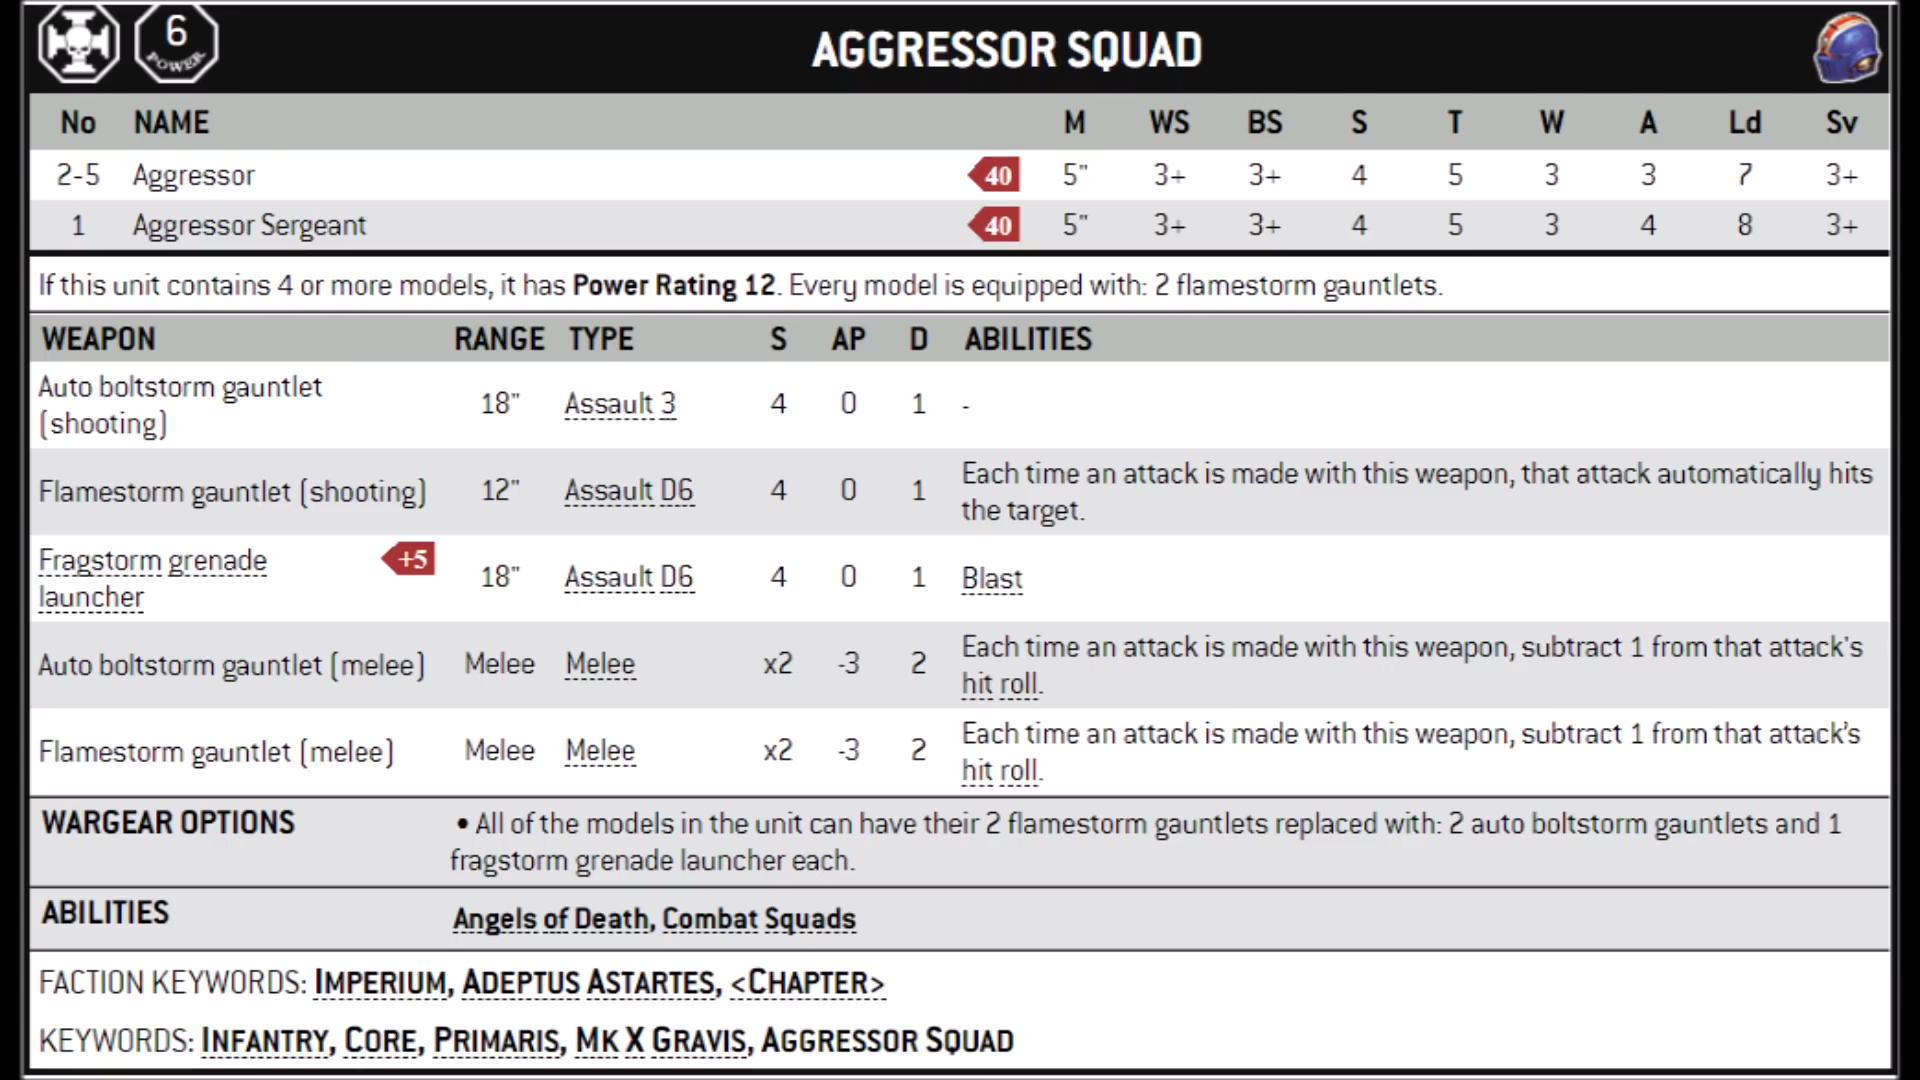 6
POWER
AGGRESSOR SQUAD
No NAME M WS BS S T W A Ld Sv
2-5 Aggressor 40 5" 3+ 3+ 4 5 3 3 7 3+
1 Aggressor Sergeant 40 5" 3+ 3+ 4 5 3 4 8 3+
If this unit contains 4 or more models, it has Power Rating 12. Every model is equipped with: 2 flamestorm gauntlets.
WEAPON RANGE TYPE S AP D ABILITIES
Auto boltstorm gauntlet
(shooting) 18" Assault 3 4 0 1 -
Flamestorm gauntlet (shooting) 12" Assault D6 4 0 1 Each time an attack is made with this weapon, that attack automatically hits
the target.
Fragstorm grenade +5
launcher 18" Assault D6 4 0 1 Blast
Auto boltstorm gauntlet (melee) Melee Melee x2 -3 2 Each time an attack is made with this weapon, subtract 1 from that attack's
hit roll.
Flamestorm gauntlet (melee) Melee Melee x2 -3 2 Each time an attack is made with this weapon, subtract 1 from that attack's
hit roll.
WARGEAR OPTIONS • All of the models in the unit can have their 2 flamestorm gauntlets replaced with: 2 auto boltstorm gauntlets and 1
fragstorm grenade launcher each.
ABILITIES Angels of Death, Combat Squads
FACTION KEYWORDS: IMPERIUM, ADEPTUS ASTARTES, <CHAPTER>
KEYWORDS: INFANTRY, CORE, PRIMARIS, MK X GRAVIS, AGGRESSOR SQUAD